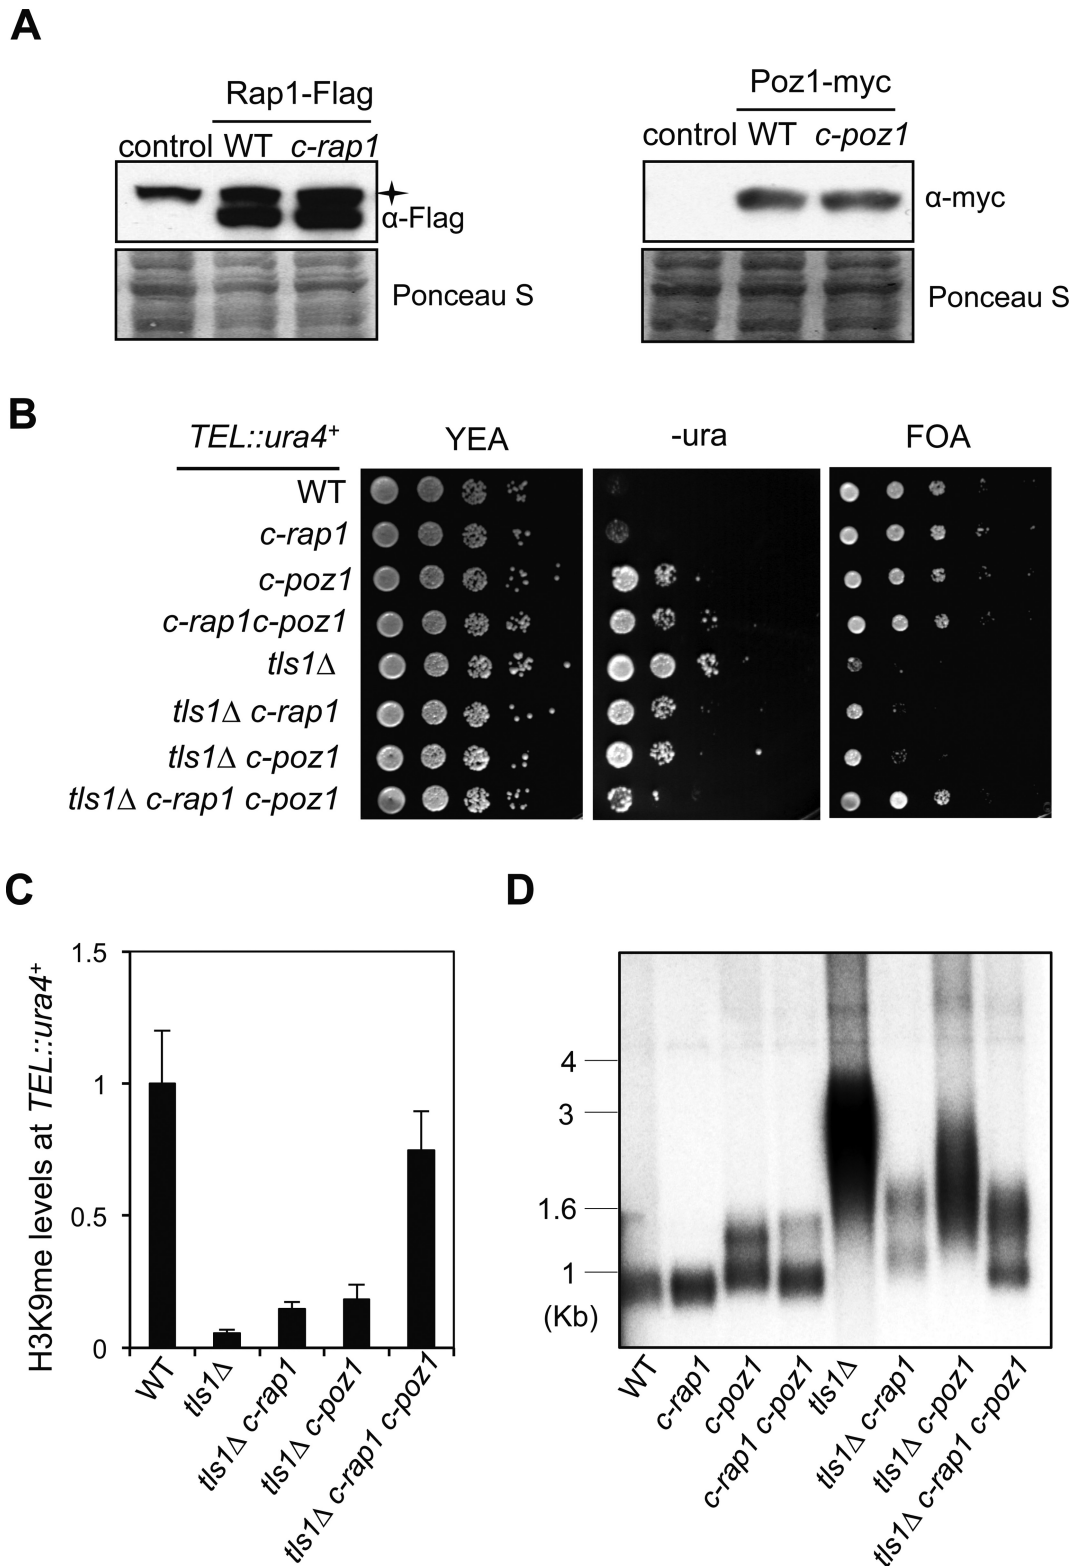 A
Rap1-Flag
control WT c-rap1
α-Flag
Ponceau S
Poz1-myc
control WT c-poz1
α-myc
Ponceau S
B
TEL::ura4+ YEA -ura FOA
WT
c-rap1
c-poz1
c-rap1c-poz1
tls1Δ
tls1Δ c-rap1
tls1Δ c-poz1
tls1Δ c-rap1 c-poz1
C
H3K9me levels at TEL::ura4+
1.5
1
0.5
0
WT
tls1Δ
tls1Δ c-rap1
tls1Δ c-poz1
tls1Δ c-rap1 c-poz1
D
4
3
1.6
1
(Kb)
WT
c-rap1
c-poz1
c-rap1 c-poz1
tls1Δ
tls1Δ c-rap1
tls1Δ c-poz1
tls1Δ c-rap1 c-poz1